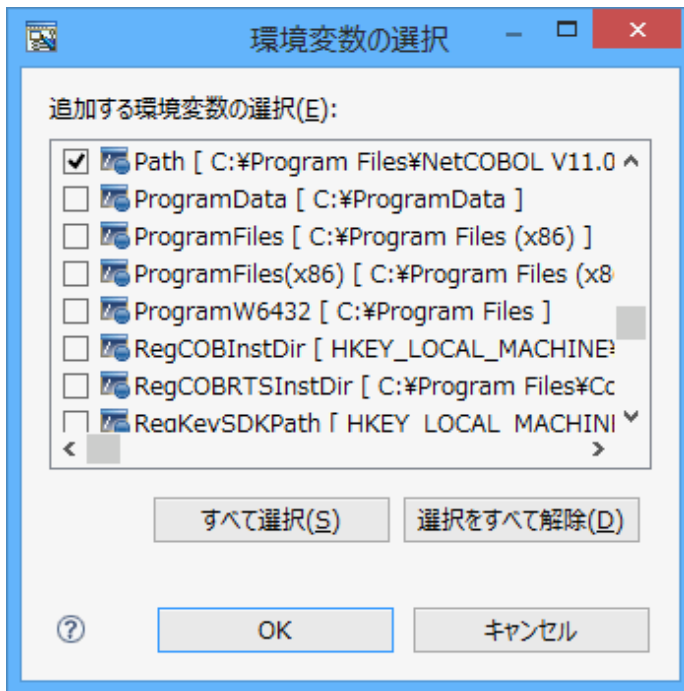 環境変数の選択
追加する環境変数の選択(E):
Path [ C:¥Program Files¥NetCOBOL V11.0
ProgramData [ C:¥ProgramData ]
ProgramFiles [ C:¥Program Files (x86) ]
ProgramFiles(x86) [ C:¥Program Files (x8
ProgramW6432 [ C:¥Program Files ]
RegCOBInstDir [ HKEY_LOCAL_MACHINE¥
RegCOBRTSInstDir [ C:¥Program Files¥Co
RegKeySDKPath [ HKEY_LOCAL_MACHINE
すべて選択(S) 選択をすべて解除(D)
OK キャンセル